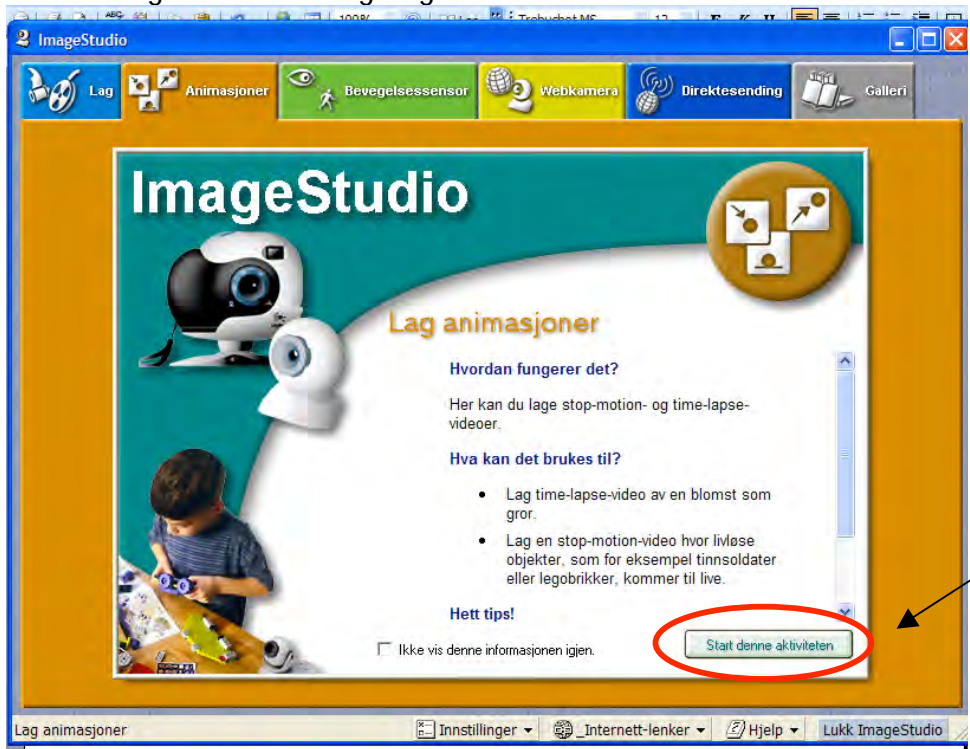 ImageStudio
Lag
Animasjoner
Bevegelsessensor
Webkamera
Direktesending
Galleri
ImageStudio
Lag animasjoner
Hvordan fungerer det?
Her kan du lage stop-motion- og time-lapse-
videoer.
Hva kan det brukes til?
• Lag time-lapse-video av en blomst som
gror.
• Lag en stop-motion-video hvor livløse
objekter, som for eksempel tinnsoldater
eller legobrikker, kommer til live.
Hett tips!
Ikke vis denne informasjonen igjen.
Start denne aktiviteten
Lag animasjoner
Innstillinger
_Internett-lenker
Hjelp
Lukk ImageStudio